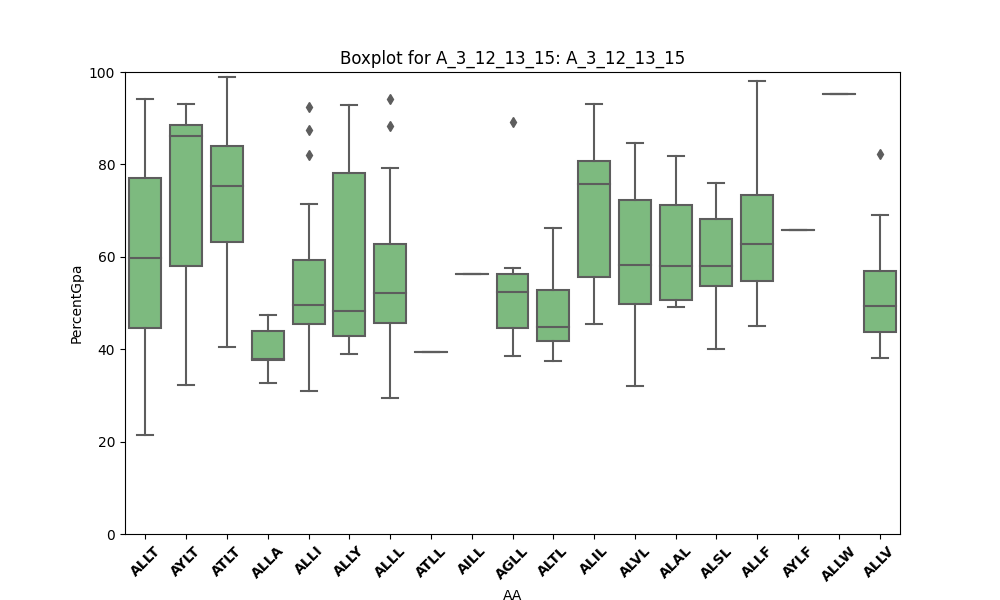 Boxplot for A_3_12_13_15: A_3_12_13_15
100
80
60
40
20
0
PercentGpa
ALLT AYLT ATLT ALLA ALLI ALLY ALLL ATLL AILL AGLL ALTL ALIL ALVL ALAL ALSL ALLF AYLF ALLW ALLV
AA